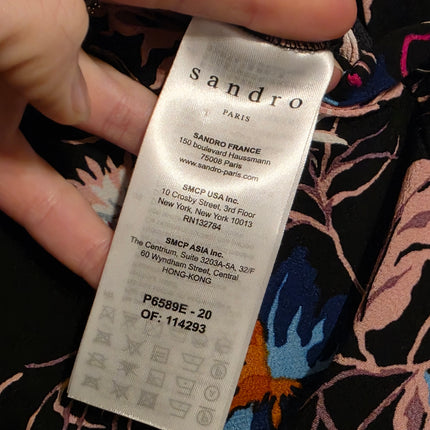 sandro
PARIS
SANDRO FRANCE
150 boulevard Haussmann
75008 Paris
www.sandro-paris.com
SMCP USA Inc.
10 Crosby Street, 3rd Floor
New York, New York 10013
RN132784
SMCP ASIA Inc.
The Centrium, Suite 3203A-5A, 32/F
60 Wyndham Street, Central
HONG-KONG
P6589E - 20
OF: 114293